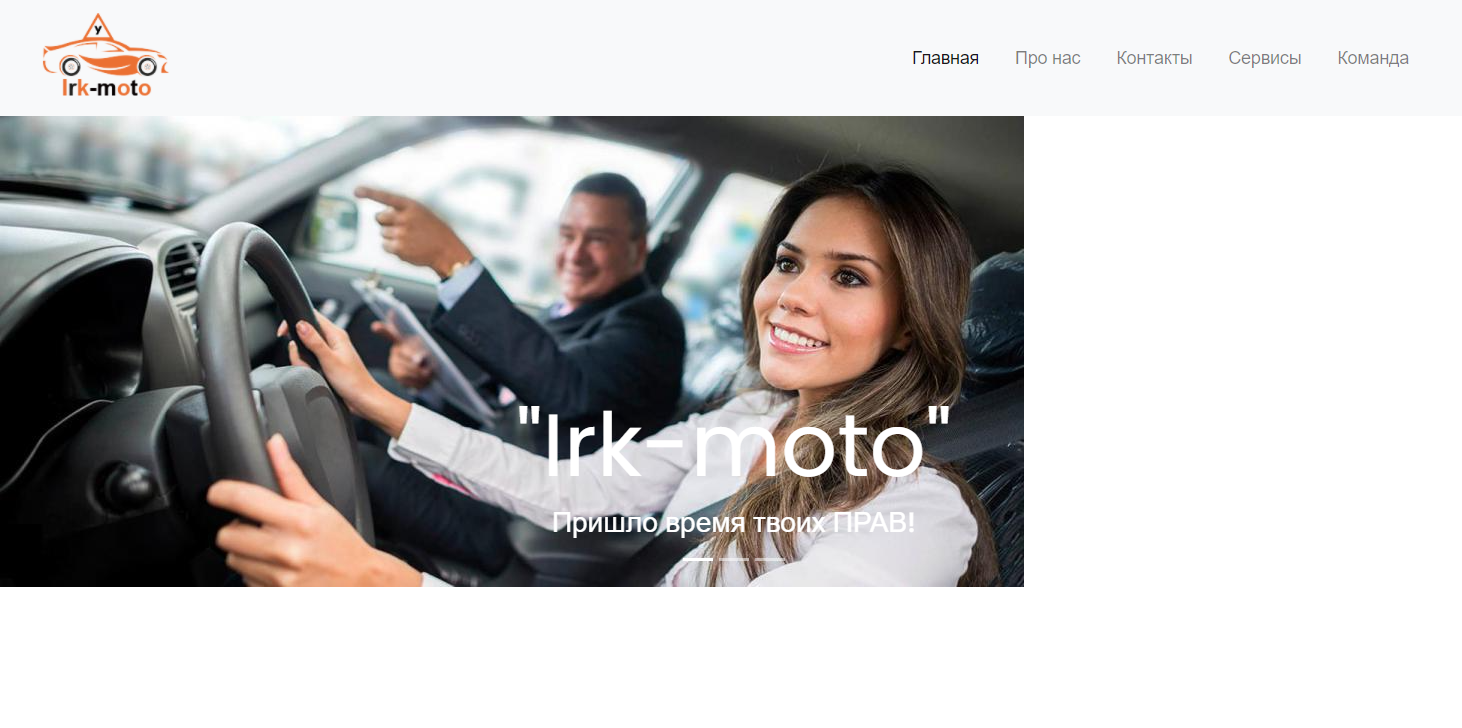 У
Irk-moto
Главная
Про нас
Контакты
Сервисы
Команда
"Irk-moto"
Пришло время твоих ПРАВ!